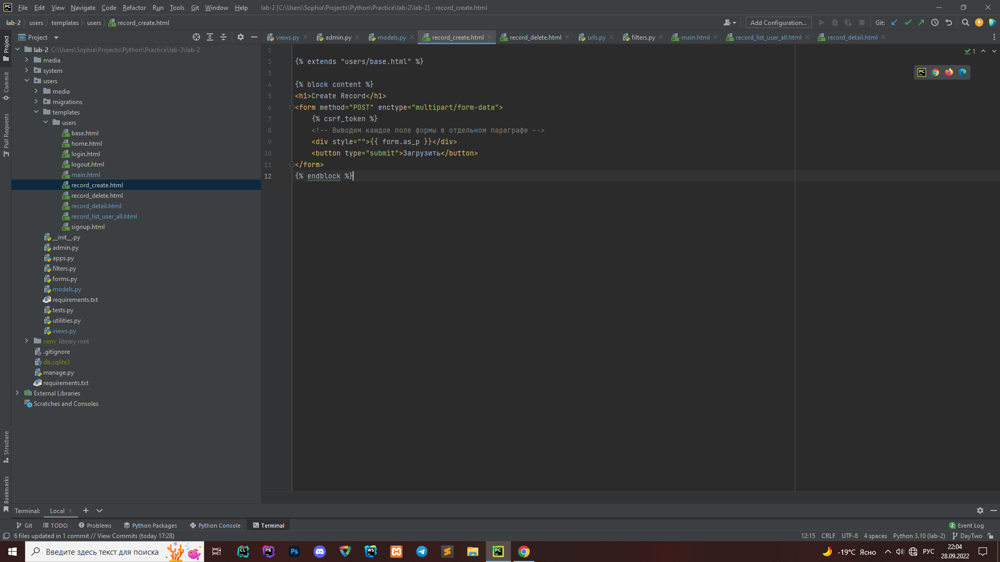 PC File Edit View Navigate Code Refactor Run Tools Git Window Help lab-2 [C:\Users\Sophia\Projects\Python\Practice\lab-2\lab-2] - record_create.html
lab-2 users templates users record_create.html Add Configuration... Git:
Project
views.py admin.py models.py record_create.html record_delete.html urls.py filters.py main.html record_list_user_all.html record_detail.html
Project
Commit
Pull Requests
Structure
Bookmarks
lab-2 C:\Users\Sophia\Projects\Python\Practice\lab-2\lab-2
media
system
users
media
migrations
templates
users
base.html
home.html
login.html
logout.html
main.html
record_create.html
record_delete.html
record_detail.html
record_list_user_all.html
signup.html
__init__.py
admin.py
apps.py
filters.py
forms.py
models.py
requirements.txt
tests.py
utilities.py
views.py
venv library root
.gitignore
db.sqlite3
manage.py
requirements.txt
External Libraries
Scratches and Consoles
1
2 {% extends "users/base.html" %}
3
4 {% block content %}
5 <h1>Create Record</h1>
6 <form method="POST" enctype="multipart/form-data">
7 {% csrf_token %}
8 <!-- Выводим каждое поле формы в отдельном параграфе -->
9 <div style="">{{ form.as_p }}</div>
10 <button type="submit">Загрузить</button>
11 </form>
12 {% endblock %}
1
PC
Terminal: Local
Git TODO Problems Python Packages Python Console Terminal 2 Event Log
6 files updated in 1 commit // View Commits (today 17:28) 12:15 CRLF UTF-8 4 spaces Python 3.10 (lab-2) DayTwo
Введите здесь текст для поиска CL PS Ps WS PC -19°C Ясно РУС 22:04
28.09.2022